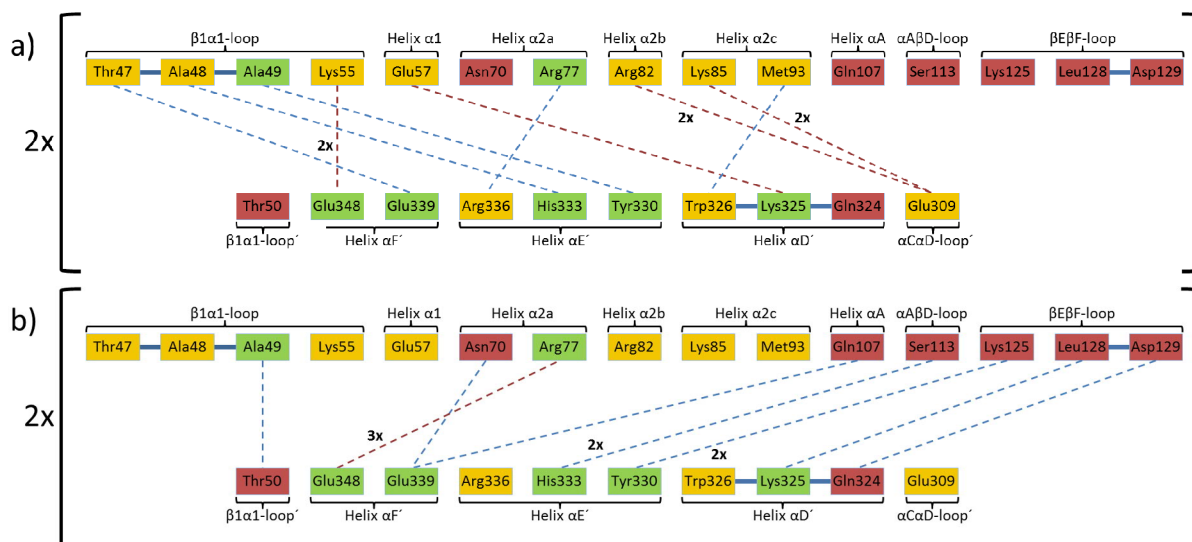 a)
β1α1-loop Helix α1 Helix α2a Helix α2b Helix α2c Helix αA αAβD-loop βEβF-loop
Thr47 Ala48 Ala49 Lys55 Glu57 Asn70 Arg77 Arg82 Lys85 Met93 Gln107 Ser113 Lys125 Leu128 Asp129
2x 2x
2x
2x
Thr50 Glu348 Glu339 Arg336 His333 Tyr330 Trp326 Lys325 Gln324 Glu309
β1α1-loop´ Helix αF´ Helix αE´ Helix αD´ αCαD-loop´
b)
β1α1-loop Helix α1 Helix α2a Helix α2b Helix α2c Helix αA αAβD-loop βEβF-loop
Thr47 Ala48 Ala49 Lys55 Glu57 Asn70 Arg77 Arg82 Lys85 Met93 Gln107 Ser113 Lys125 Leu128 Asp129
2x
3x 2x 2x
Thr50 Glu348 Glu339 Arg336 His333 Tyr330 Trp326 Lys325 Gln324 Glu309
β1α1-loop´ Helix αF´ Helix αE´ Helix αD´ αCαD-loop´